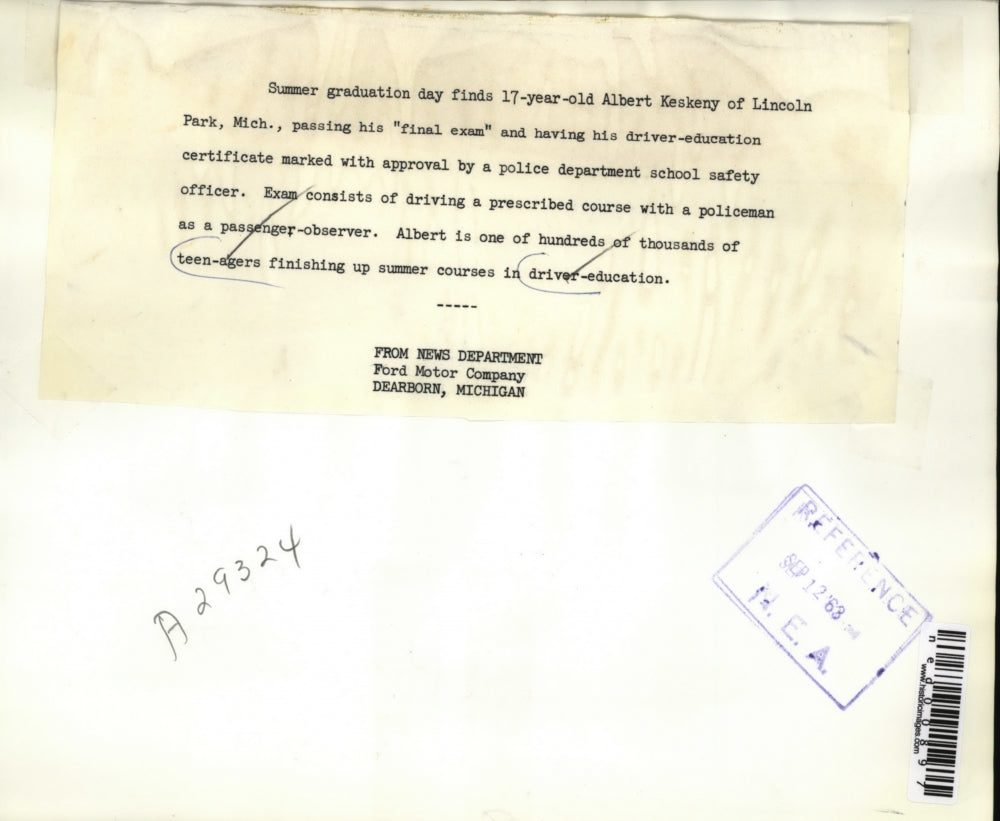 Summer graduation day finds 17-year-old Albert Keskeny of Lincoln
Park, Mich., passing his "final exam" and having his driver-education
certificate marked with approval by a police department school safety
officer. Exam consists of driving a prescribed course with a policeman
as a passenger-observer. Albert is one of hundreds of thousands of
teen-agers finishing up summer courses in driver-education.
-----
FROM NEWS DEPARTMENT
Ford Motor Company
DEARBORN, MICHIGAN
A 29324
REFERENCE
SEP 12 '63
N. E. A.
ned00897
www.historicimages.com